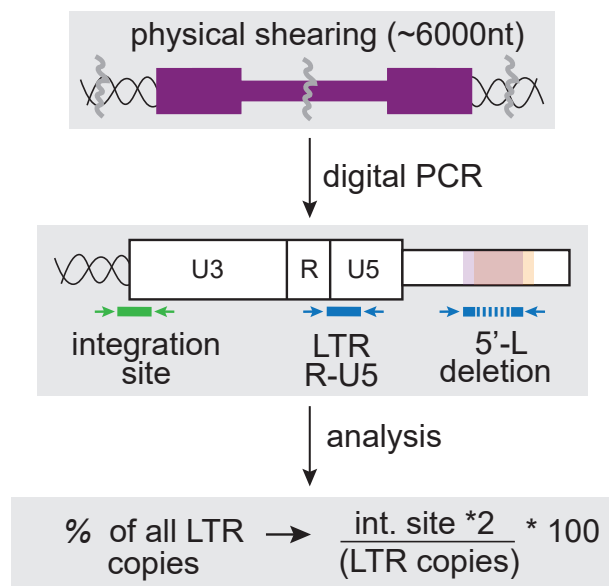 physical shearing (~6000nt)
digital PCR
U3 R U5
integration site
LTR R-U5
5'-L deletion
analysis
% of all LTR copies
int. site *2
(LTR copies)
* 100